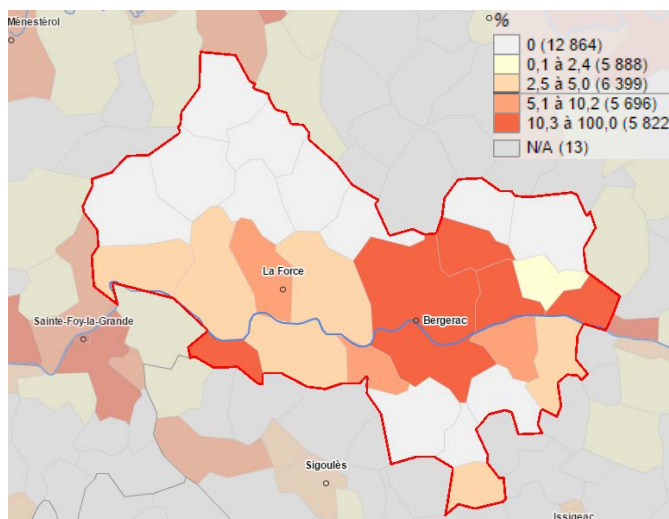 Ménestérol
%
0 (12 864)
0,1 à 2,4 (5 888)
2,5 à 5,0 (6 399)
5,1 à 10,2 (5 696)
10,3 à 100,0 (5 822
N/A (13)
La Force
Sainte-Foy-la-Grande
Bergerac
Sigoulès
Issigeac